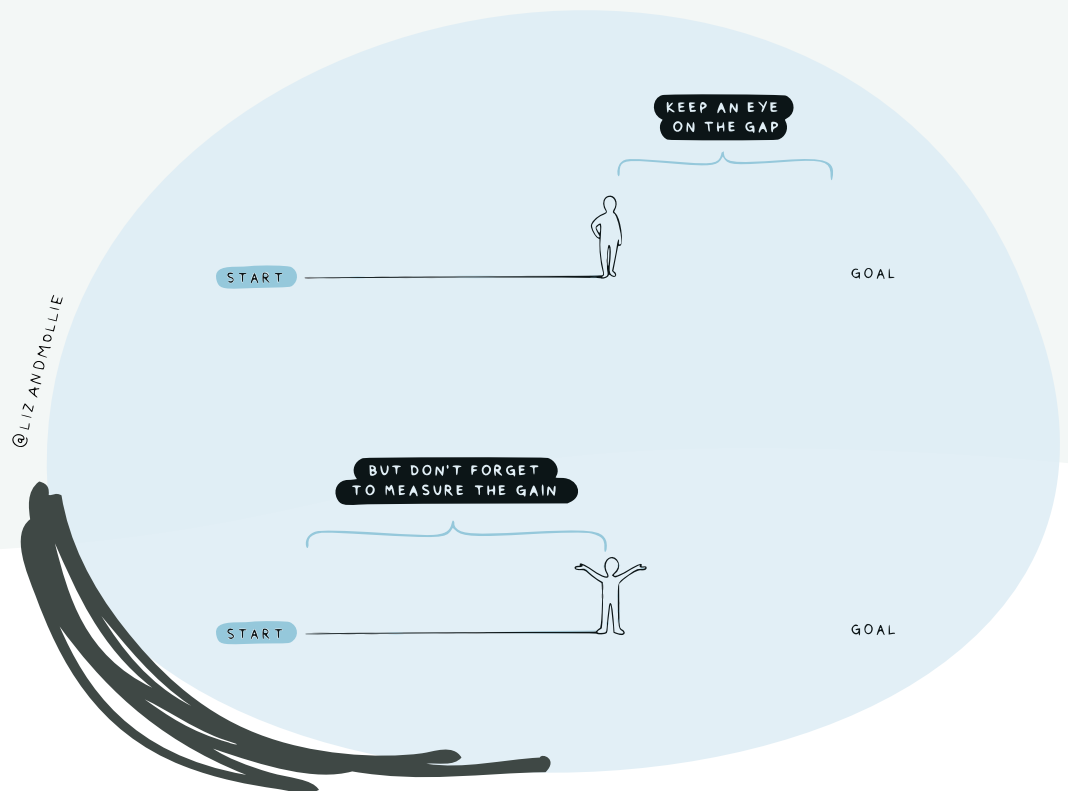 KEEP AN EYE
ON THE GAP
START
GOAL
@LIZANDMOLLIE
BUT DON'T FORGET
TO MEASURE THE GAIN
START
GOAL